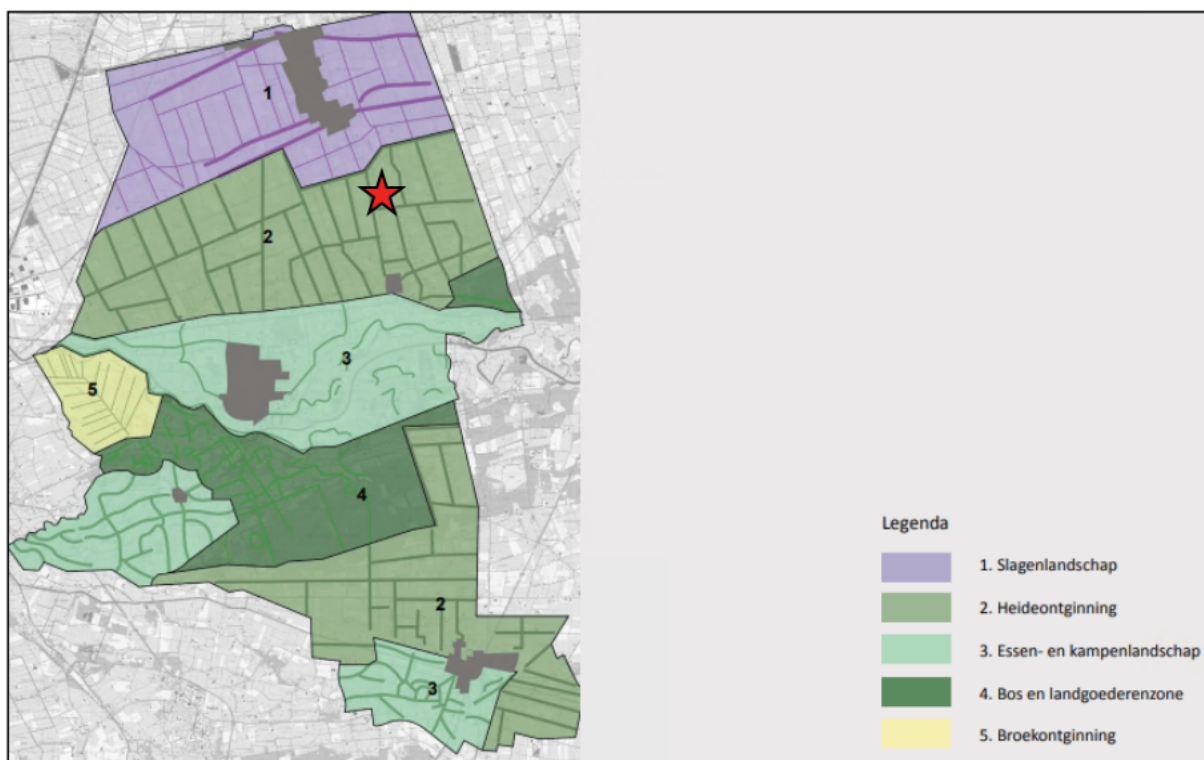 1
2
3
5
4
2
3
Legenda
1. Slagenlandschap
2. Heideontginning
3. Essen- en kampenlandschap
4. Bos en landgoederenzone
5. Broekontginning